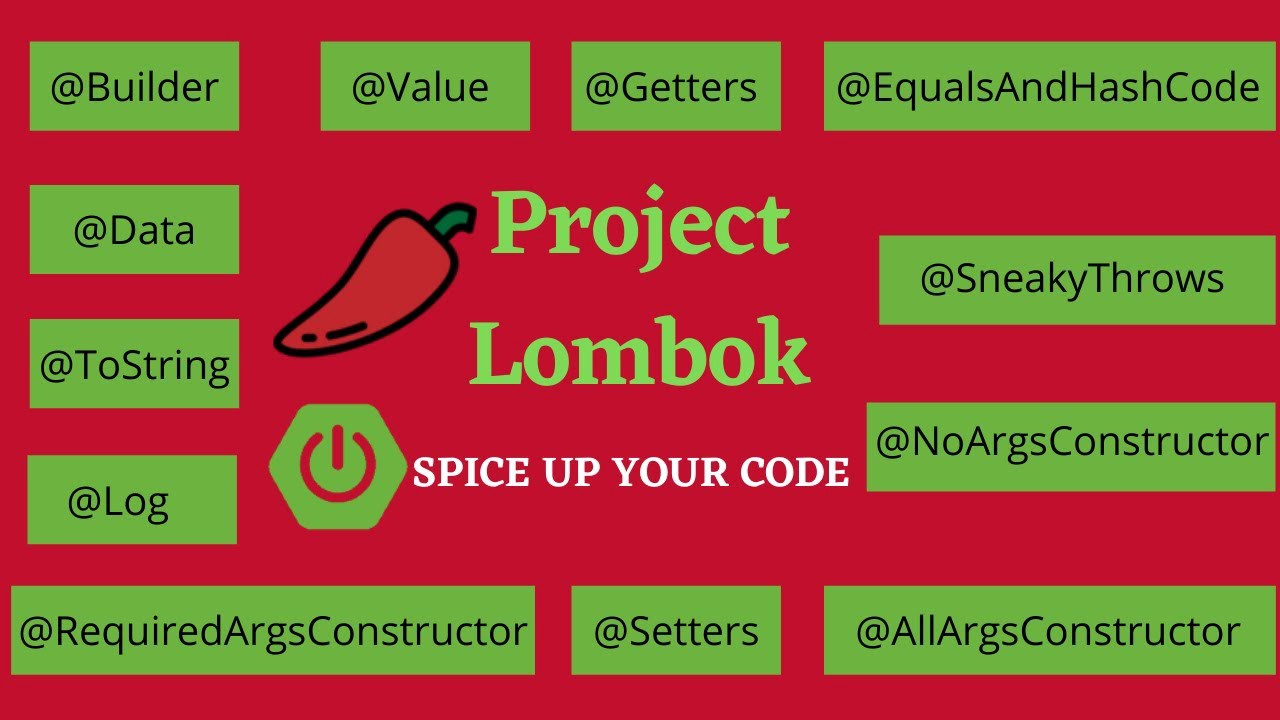 @Builder
@Value
@Getters
@EqualsAndHashCode
@Data
Project
Lombok
@SneakyThrows
@ToString
@NoArgsConstructor
SPICE UP YOUR CODE
@Log
@RequiredArgsConstructor
@Setters
@AllArgsConstructor